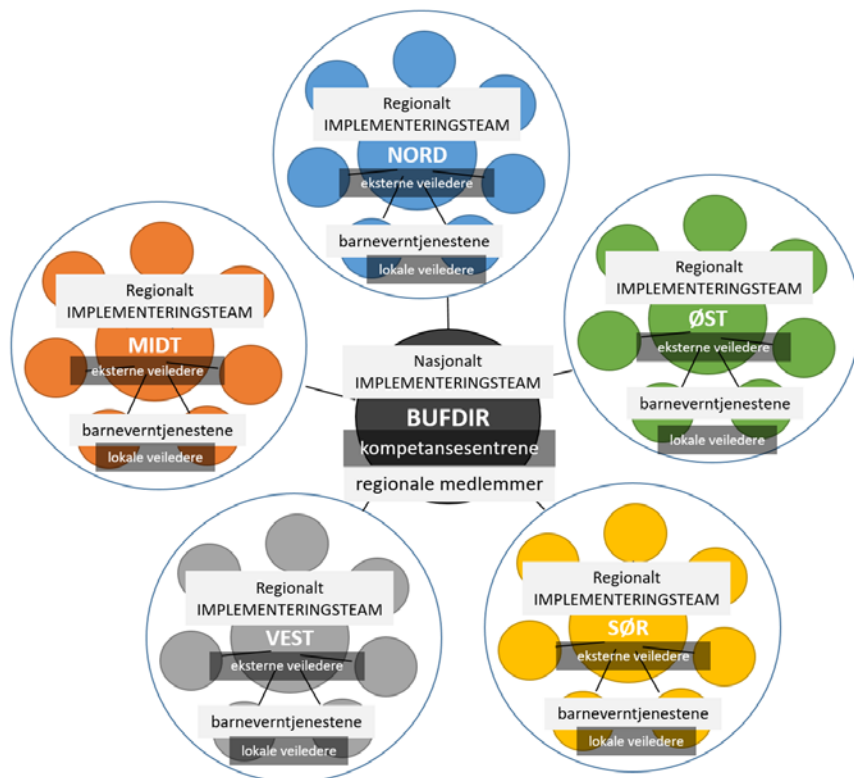 Regionalt
IMPLEMENTERINGSTEAM
NORD
eksterne veiledere
barneverntjenestene
lokale veiledere
Regionalt
IMPLEMENTERINGSTEAM
MIDT
eksterne veiledere
barneverntjenestene
lokale veiledere
Nasjonalt
IMPLEMENTERINGSTEAM
BUFDIR
kompetansesentrene
regionale medlemmer
Regionalt
IMPLEMENTERINGSTEAM
ØST
eksterne veiledere
barneverntjenestene
lokale veiledere
Regionalt
IMPLEMENTERINGSTEAM
VEST
eksterne veiledere
barneverntjenestene
lokale veiledere
Regionalt
IMPLEMENTERINGSTEAM
SØR
eksterne veiledere
barneverntjenestene
lokale veiledere